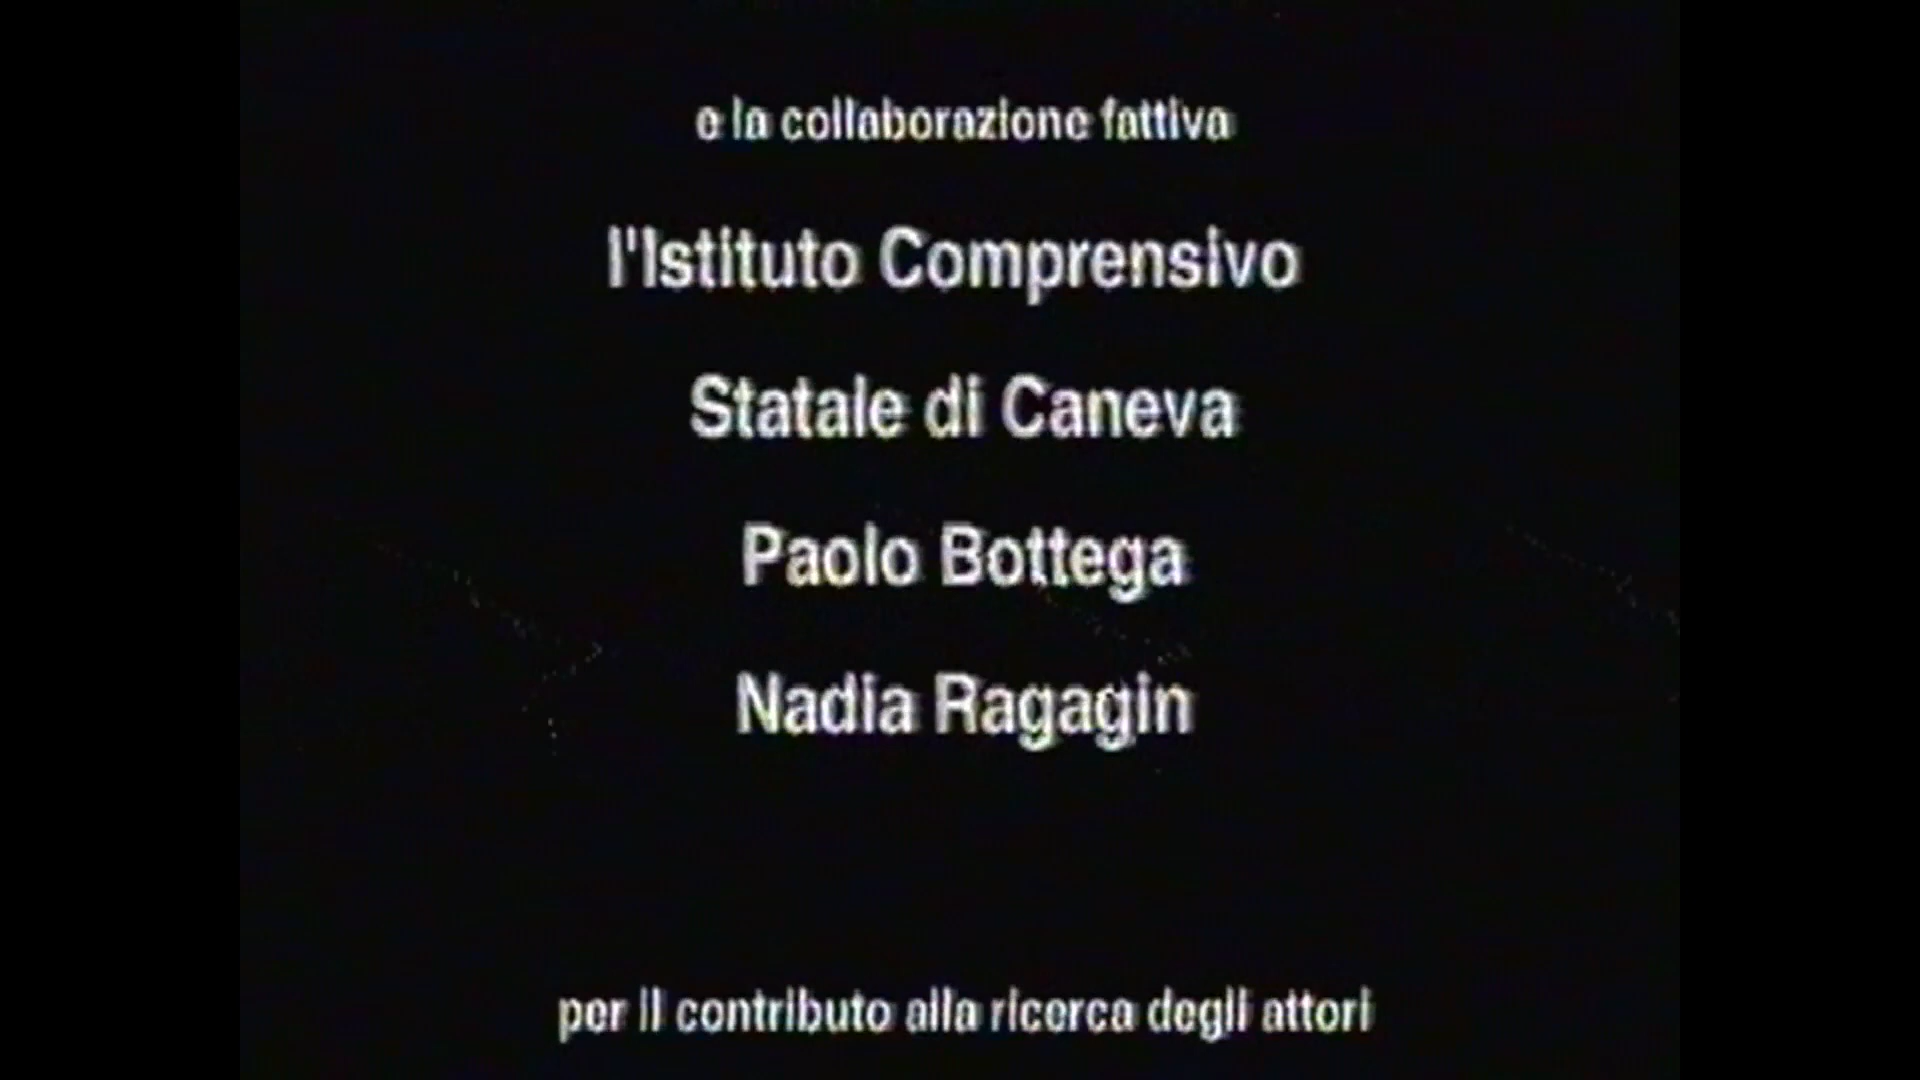 e la collaborazione fattiva
l'Istituto Comprensivo
Statale di Caneva
Paolo Bottega
Nadia Ragagin
per il contributo alla ricerca degli attori